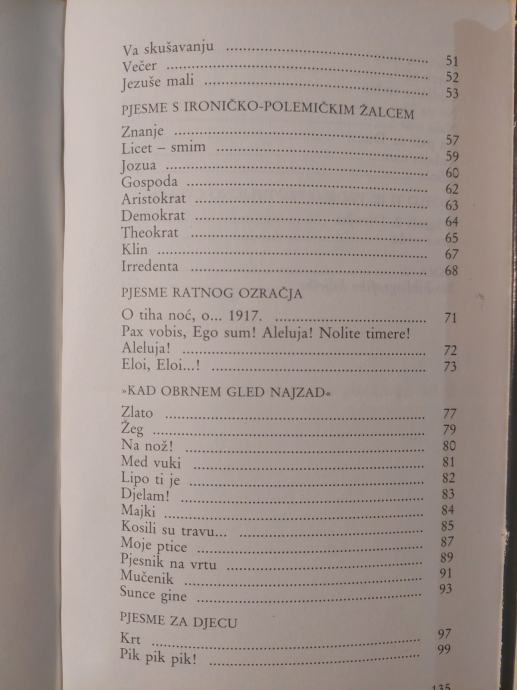 Va skušavanju ........ 51
Večer ........ 52
Jezuše mali ........ 53
PJESME S IRONIČKO-POLEMIČKIM ŽALCEM
Znanje ........ 57
Licet – smim ........ 59
Jozua ........ 60
Gospoda ........ 62
Aristokrat ........ 63
Demokrat ........ 64
Theokrat ........ 65
Klin ........ 67
Irredenta ........ 68
PJESME RATNOG OZRAČJA
O tiha noć, o... 1917. ........ 71
Pax vobis, Ego sum! Aleluja! Nolite timere!
Aleluja! ........ 72
Eloi, Eloi...! ........ 73
»KAD OBRNEM GLED NAJZAD«
Zlato ........ 77
Žeg ........ 79
Na nož! ........ 80
Med vuki ........ 81
Lipo ti je ........ 82
Djelam! ........ 83
Majki ........ 84
Kosili su travu... ........ 85
Moje ptice ........ 87
Pjesnik na vrtu ........ 89
Mučenik ........ 91
Sunce gine ........ 93
PJESME ZA DJECU
Krt ........ 97
Pik pik pik! ........ 99
135